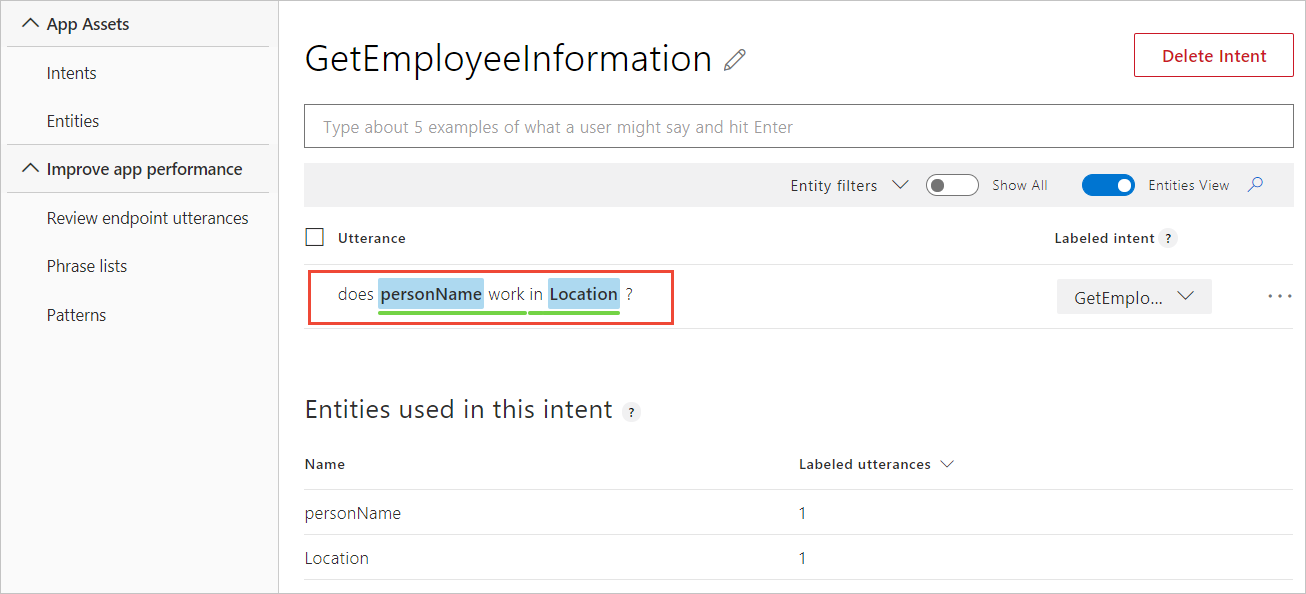 App Assets
Intents
Entities
Improve app performance
Review endpoint utterances
Phrase lists
Patterns
GetEmployeeInformation
Delete Intent
Type about 5 examples of what a user might say and hit Enter
Entity filters Show All Entities View
Utterance Labeled intent ?
does personName work in Location ? GetEmplo... ...
Entities used in this intent ?
Name Labeled utterances
personName 1
Location 1